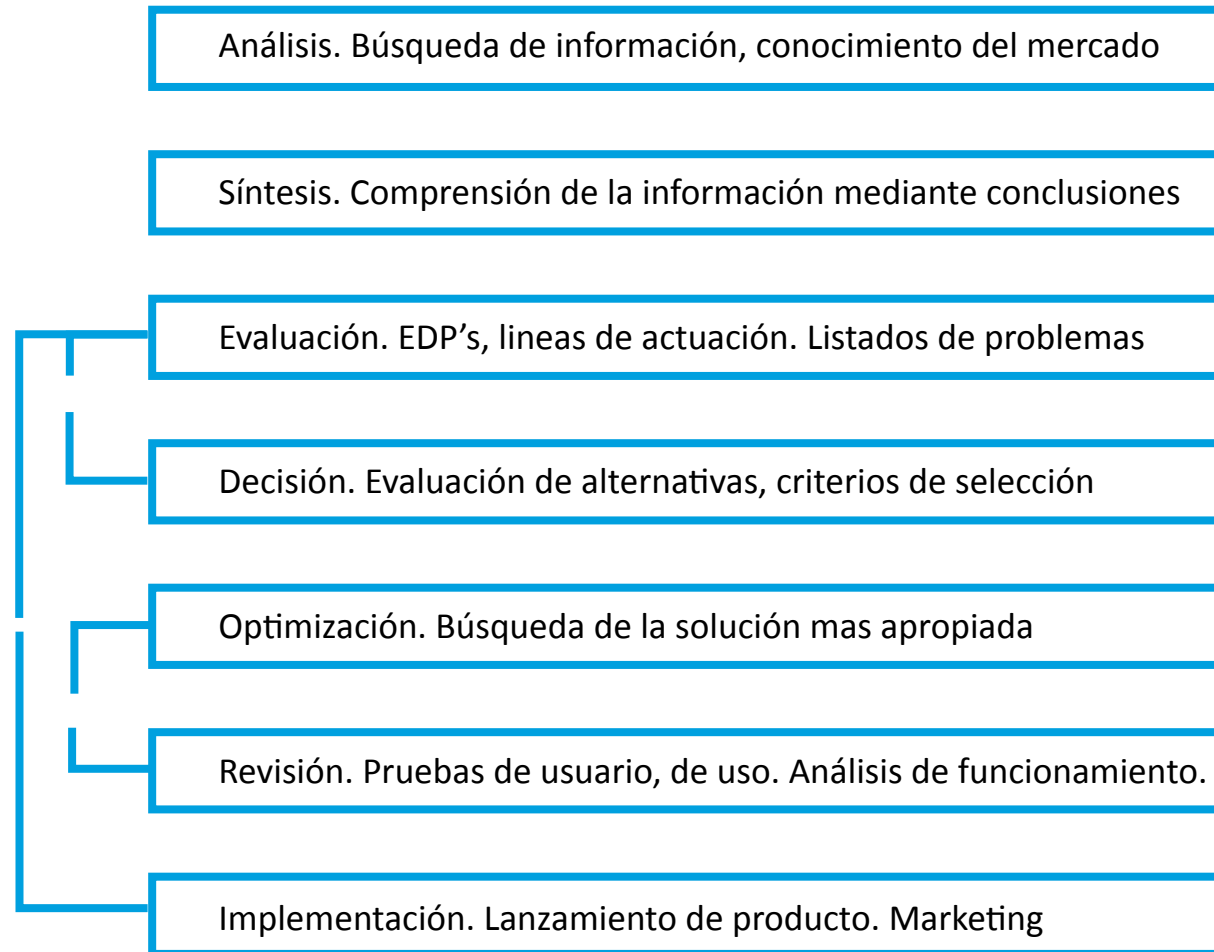 Análisis. Búsqueda de información, conocimiento del mercado
Síntesis. Comprensión de la información mediante conclusiones
Evaluación. EDP’s, lineas de actuación. Listados de problemas
Decisión. Evaluación de alternativas, criterios de selección
Optimización. Búsqueda de la solución mas apropiada
Revisión. Pruebas de usuario, de uso. Análisis de funcionamiento.
Implementación. Lanzamiento de producto. Marketing